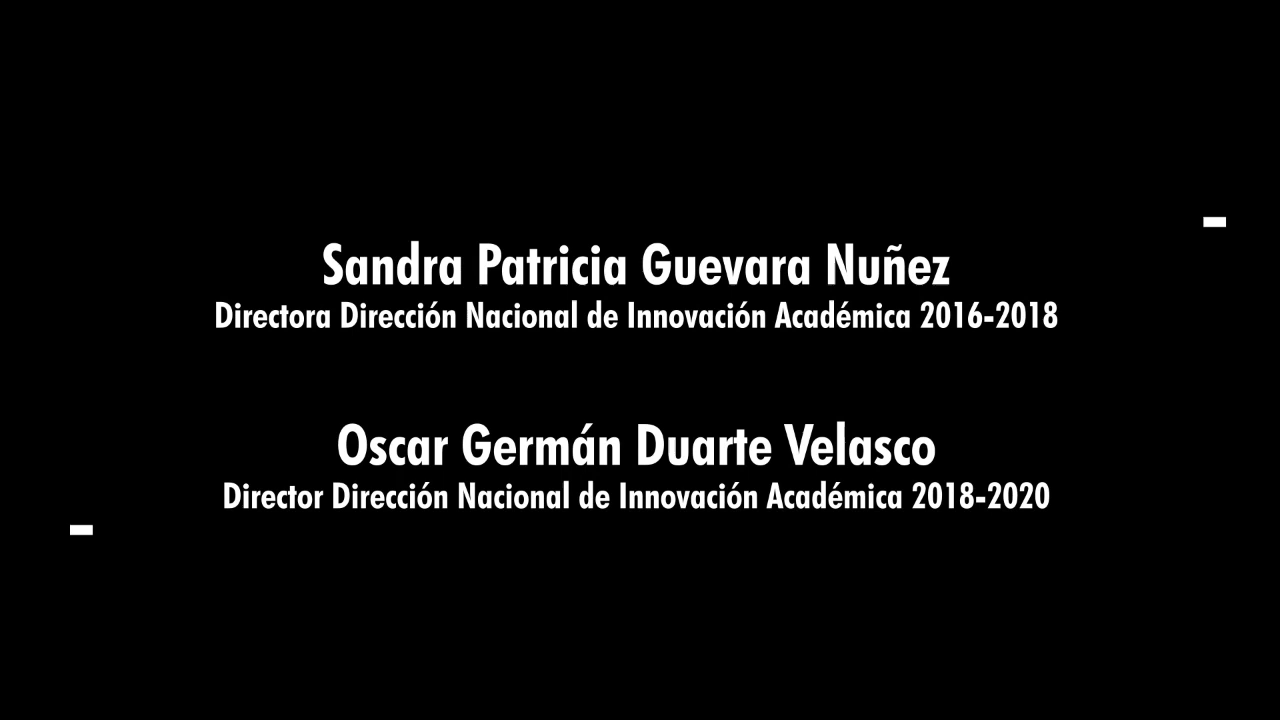 Sandra Patricia Guevara Nuñez
Directora Dirección Nacional de Innovación Académica 2016-2018
Oscar Germán Duarte Velasco
Director Dirección Nacional de Innovación Académica 2018-2020